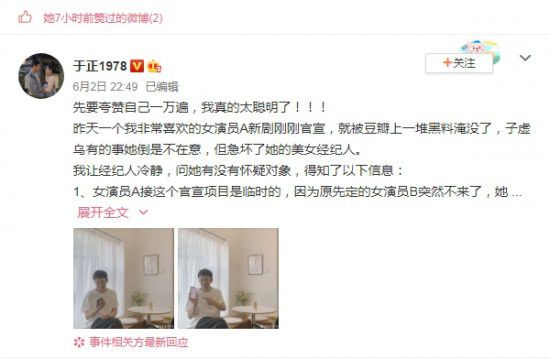 她7小时前赞过的微博(2)
于正1978
+关注
6月2日 22:49 已编辑
先要夸赞自己一万遍，我真的太聪明了！！！
昨天一个我非常喜欢的女演员A新剧刚刚官宣，就被豆瓣上一堆黑料淹没了，子虚
乌有的事她倒是不在意，但急坏了她的美女经纪人。
我让经纪人冷静，问她有没有怀疑对象，得知了以下信息：
1、女演员A接这个官宣项目是临时的，因为原先定的女演员B突然不来了，她 ...
展开全文
事件相关方最新回应